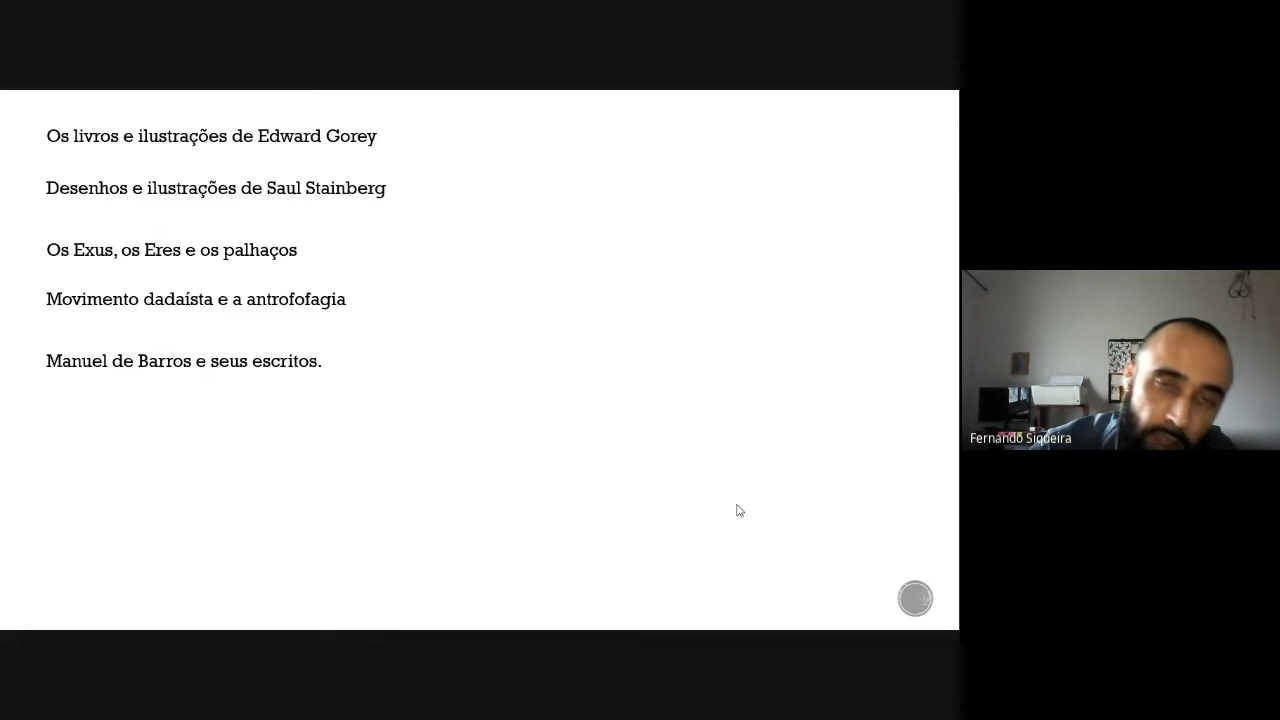 Os livros e ilustrações de Edward Gorey
Desenhos e ilustrações de Saul Stainberg
Os Exus, os Eres e os palhaços
Movimento dadaísta e a antrofofagia
Manuel de Barros e seus escritos.
Fernando Siqueira